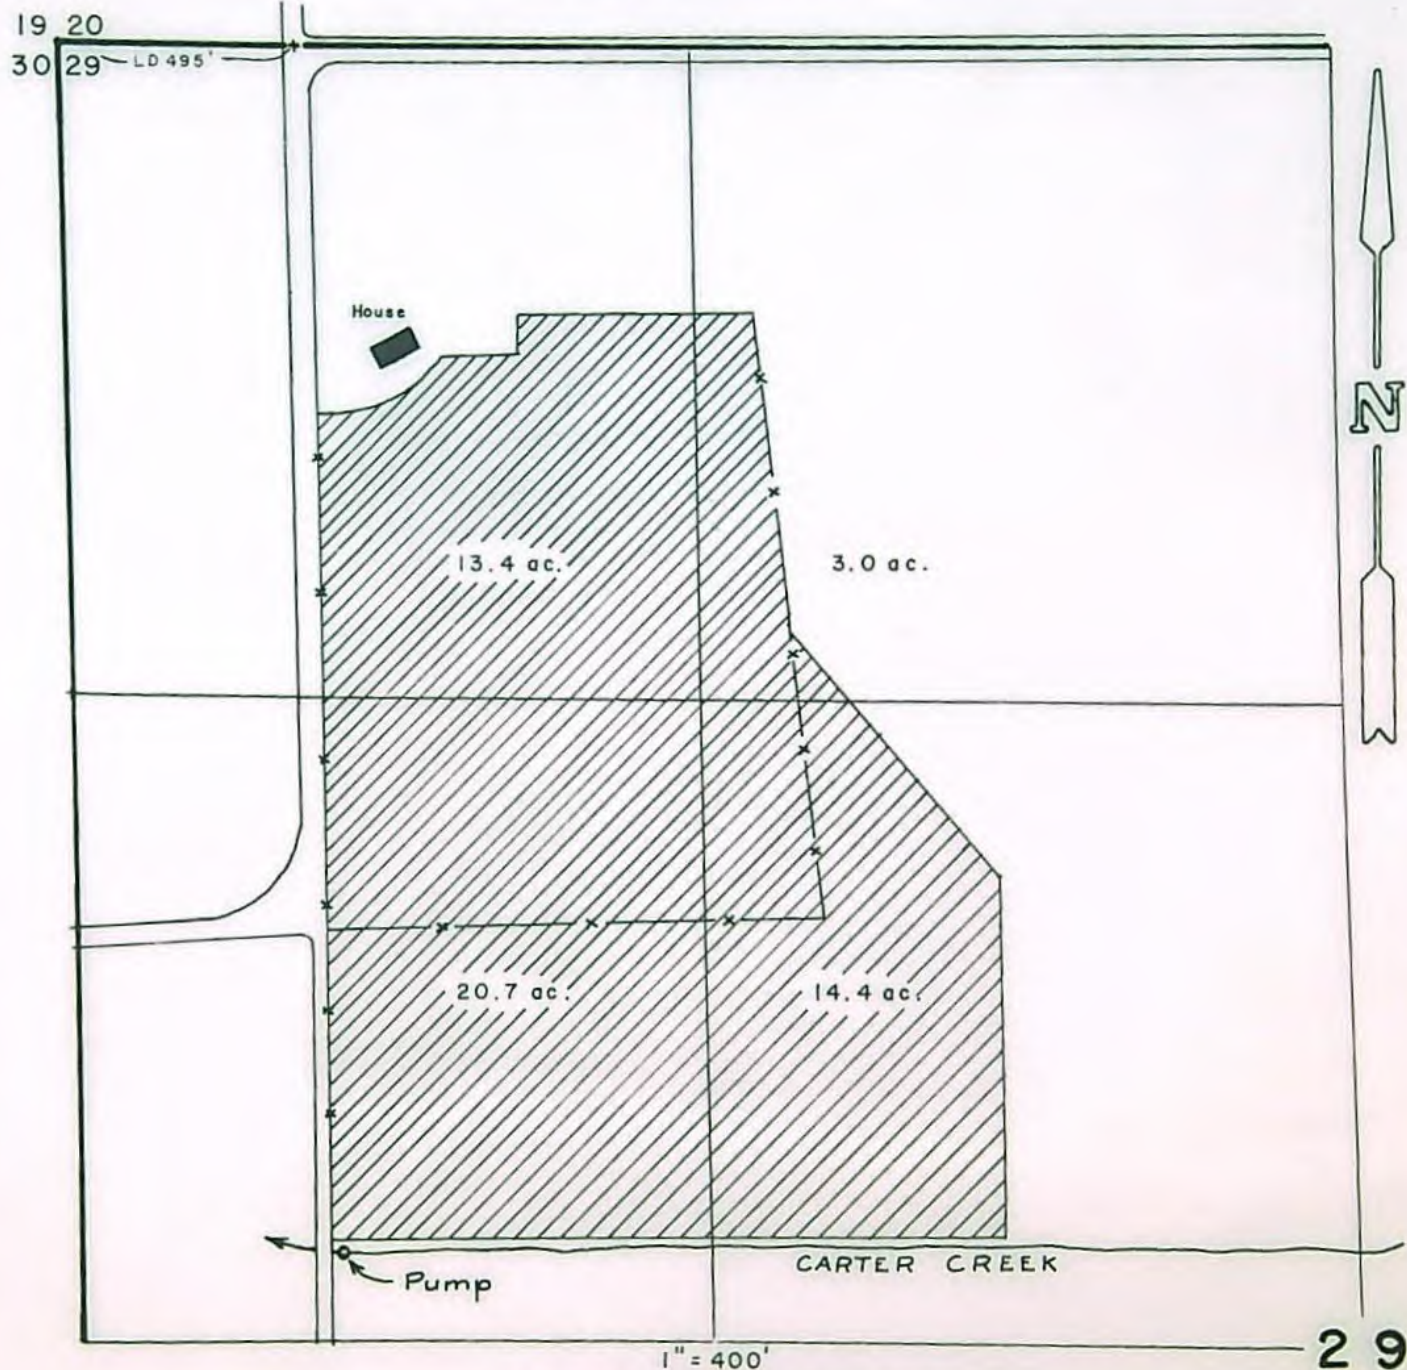 19 20
30 29 LD 495'
House
N
13.4 ac.
3.0 ac.
20.7 ac.
14.4 ac.
CARTER CREEK
Pump
29
1" = 400'